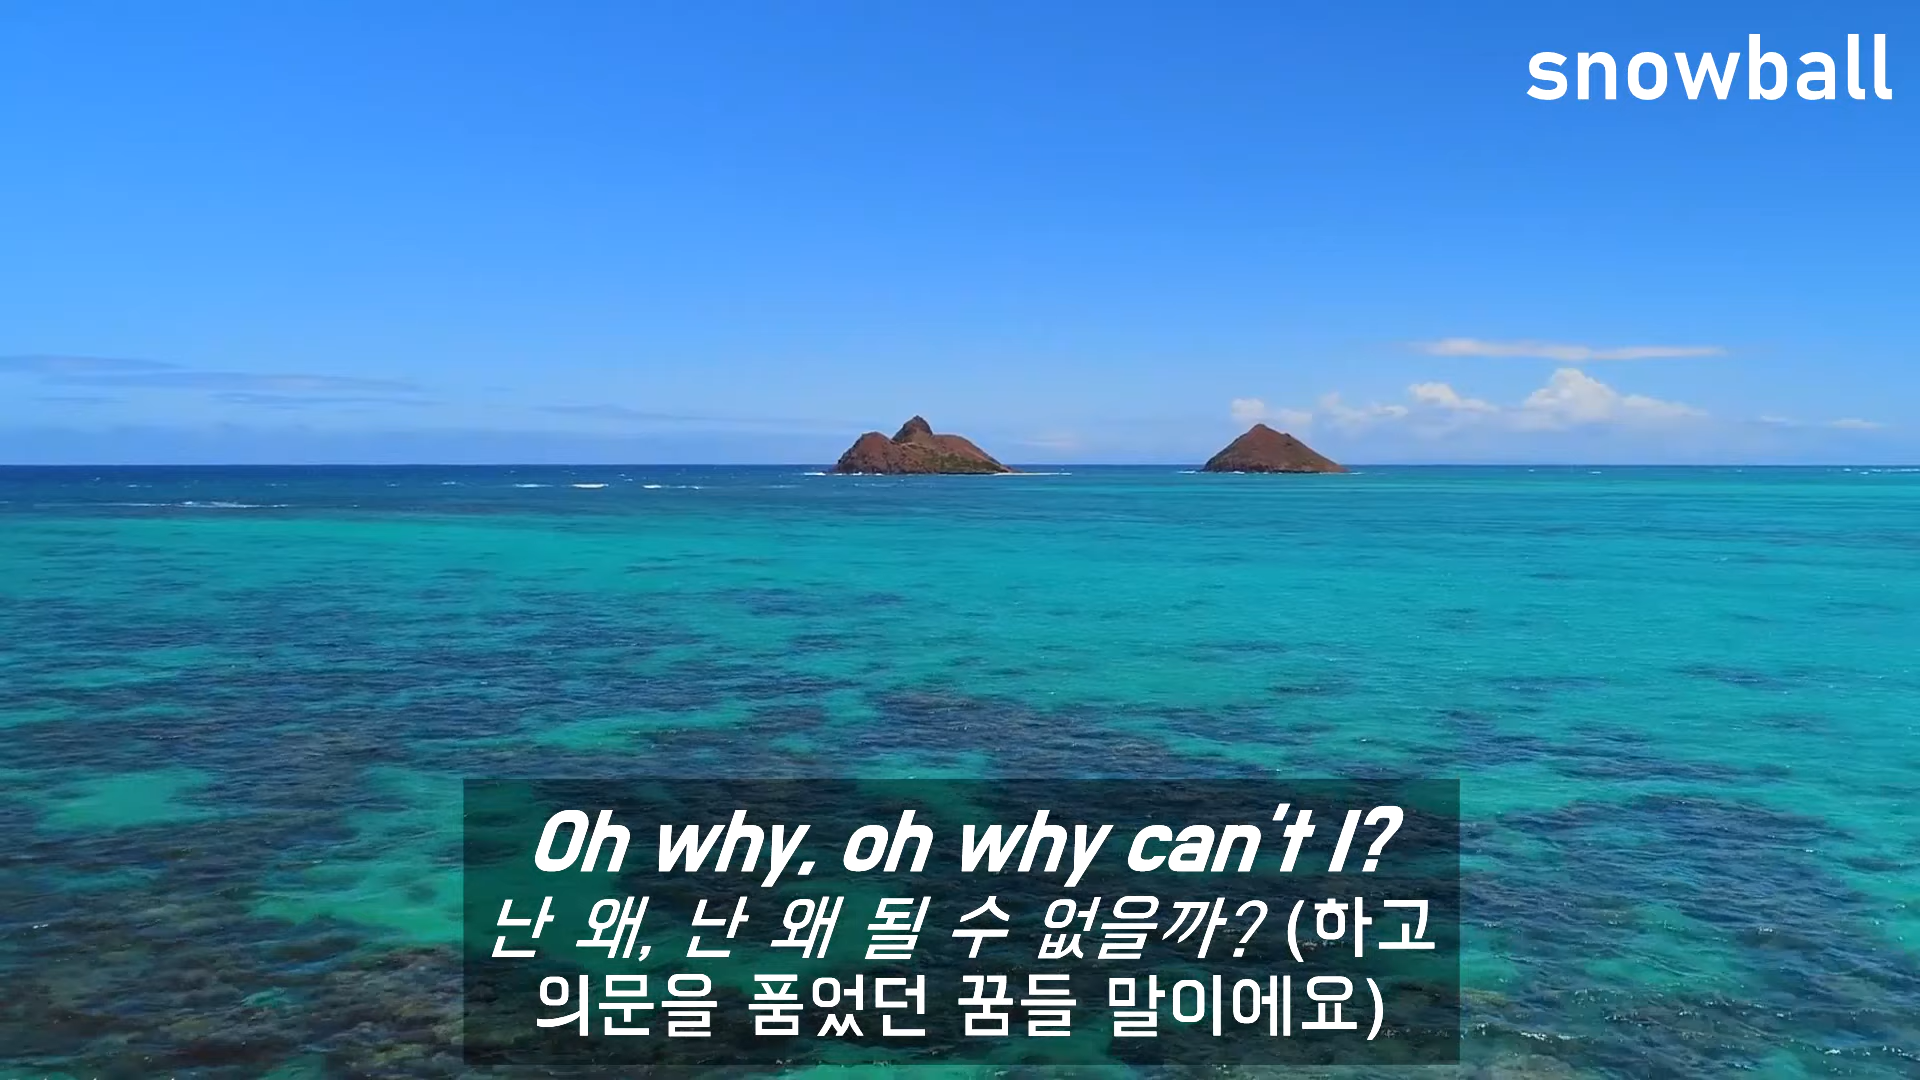 snowball
Oh why, oh why can't I?
난 왜, 난 왜 될 수 없을까? (하고
의문을 품었던 꿈들 말이에요)